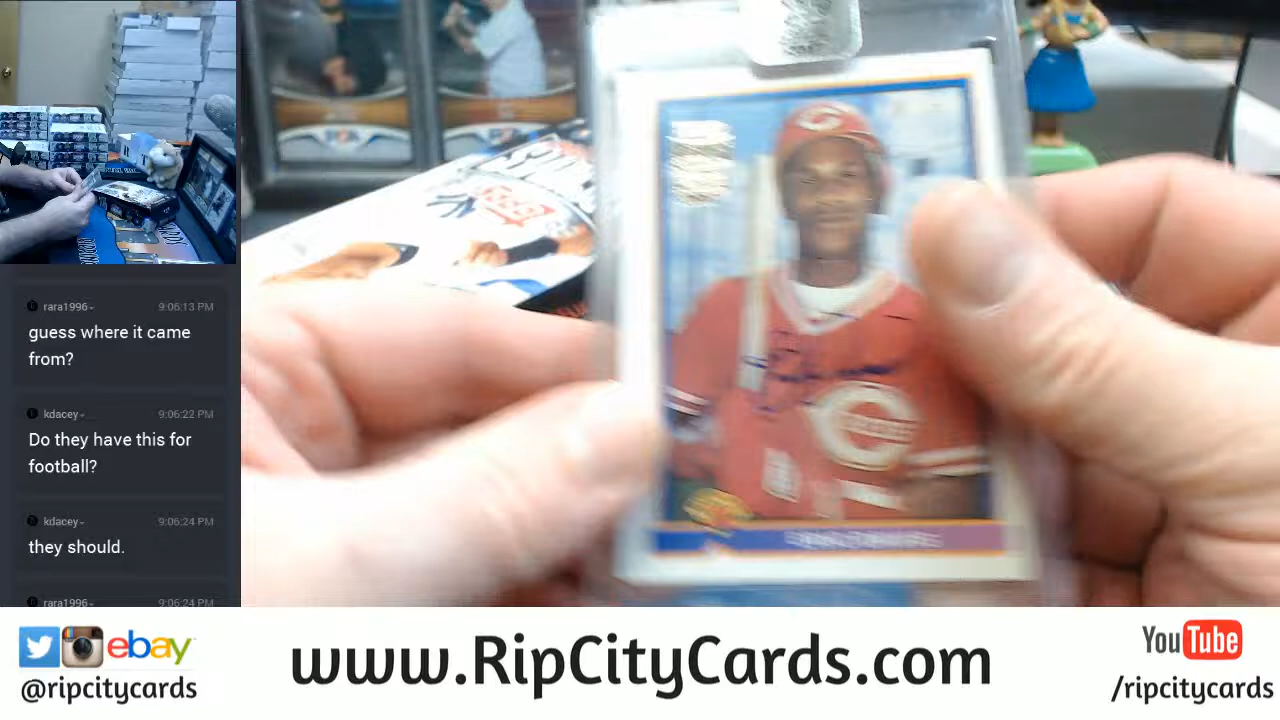 rara1996
9:06:13 PM
guess where it came
from?
kdacey
9:06:22 PM
Do they have this for
football?
kdacey
9:06:24 PM
they should.
rara1996
9:06:24 PM
C
C
ebay
@ripcitycards
www.RipCityCards.com
YouTube
/ripcitycards